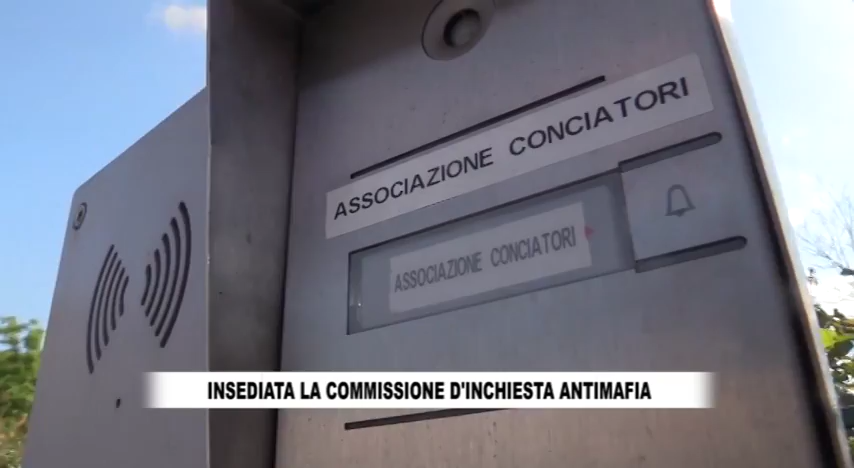 ASSOCIAZIONE CONCIATORI
ASSOCIAZIONE CONCIATORI
INSEDIATA LA COMMISSIONE D'INCHIESTA ANTIMAFIA